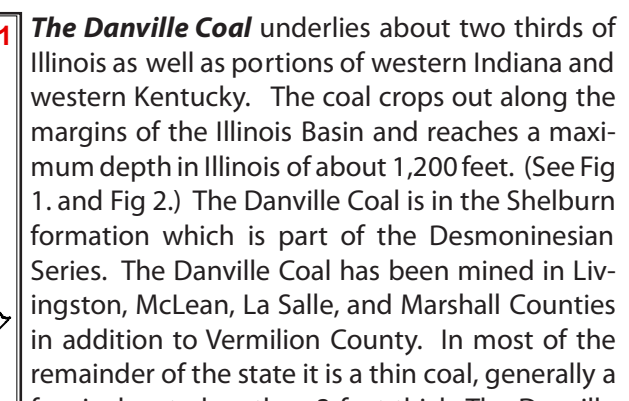 1
The Danville Coal underlies about two thirds of
Illinois as well as portions of western Indiana and
western Kentucky. The coal crops out along the
margins of the Illinois Basin and reaches a maxi-
mum depth in Illinois of about 1,200 feet. (See Fig
1. and Fig 2.) The Danville Coal is in the Shelburn
formation which is part of the Desmoninesian
Series. The Danville Coal has been mined in Liv-
ingston, McLean, La Salle, and Marshall Counties
in addition to Vermilion County. In most of the
remainder of the state it is a thin coal, generally a